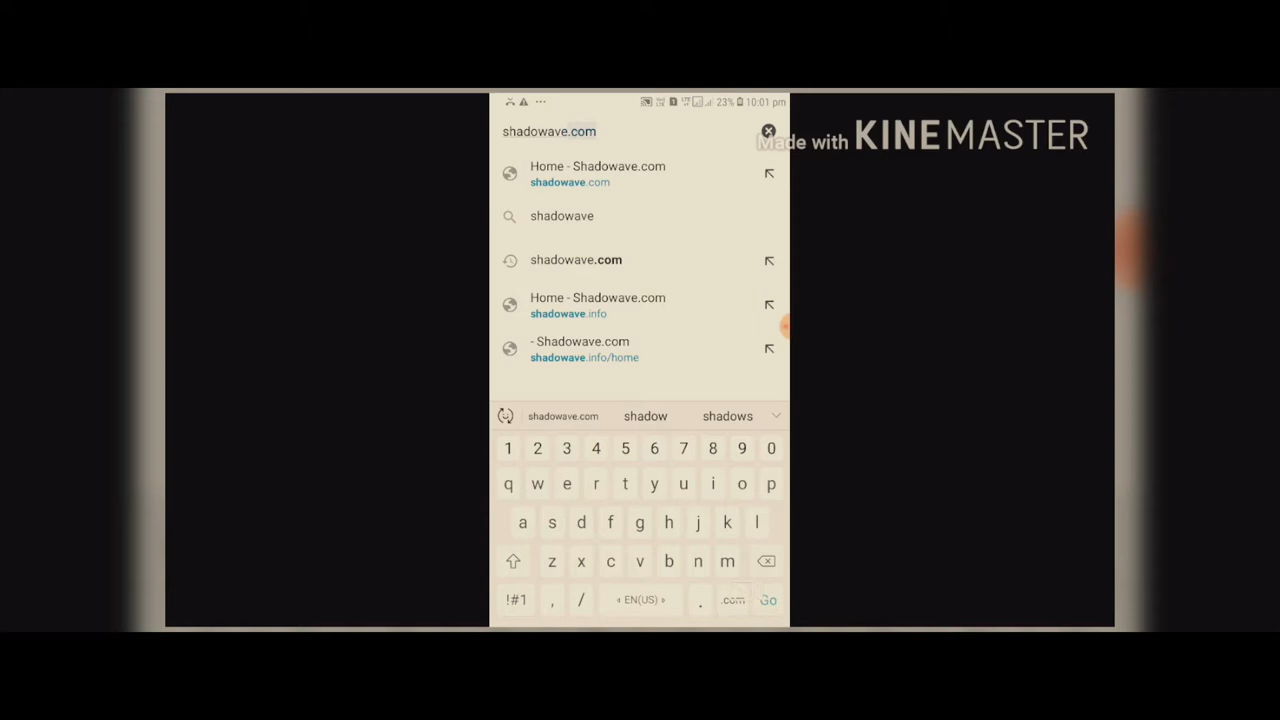 23% 10:01 pm
shadowave.com
Made with KINEMASTER
Home - Shadowave.com
shadowave.com
shadowave
shadowave.com
Home - Shadowave.com
shadowave.info
- Shadowave.com
shadowave.info/home
shadowave.com shadow shadows
1 2 3 4 5 6 7 8 9 0
q w e r t y u i o p
a s d f g h j k l
z x c v b n m
!#1 , / EN(US) . .com Go